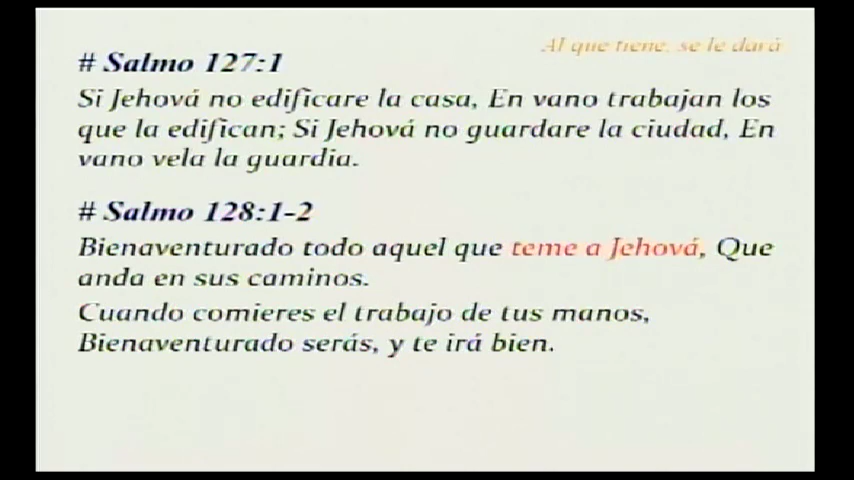 Al que tiene, se le dará
# Salmo 127:1
Si Jehová no edificare la casa, En vano trabajan los
que la edifican; Si Jehová no guardare la ciudad, En
vano vela la guardia.
# Salmo 128:1-2
Bienaventurado todo aquel que teme a Jehová, Que
anda en sus caminos.
Cuando comieres el trabajo de tus manos,
Bienaventurado serás, y te irá bien.